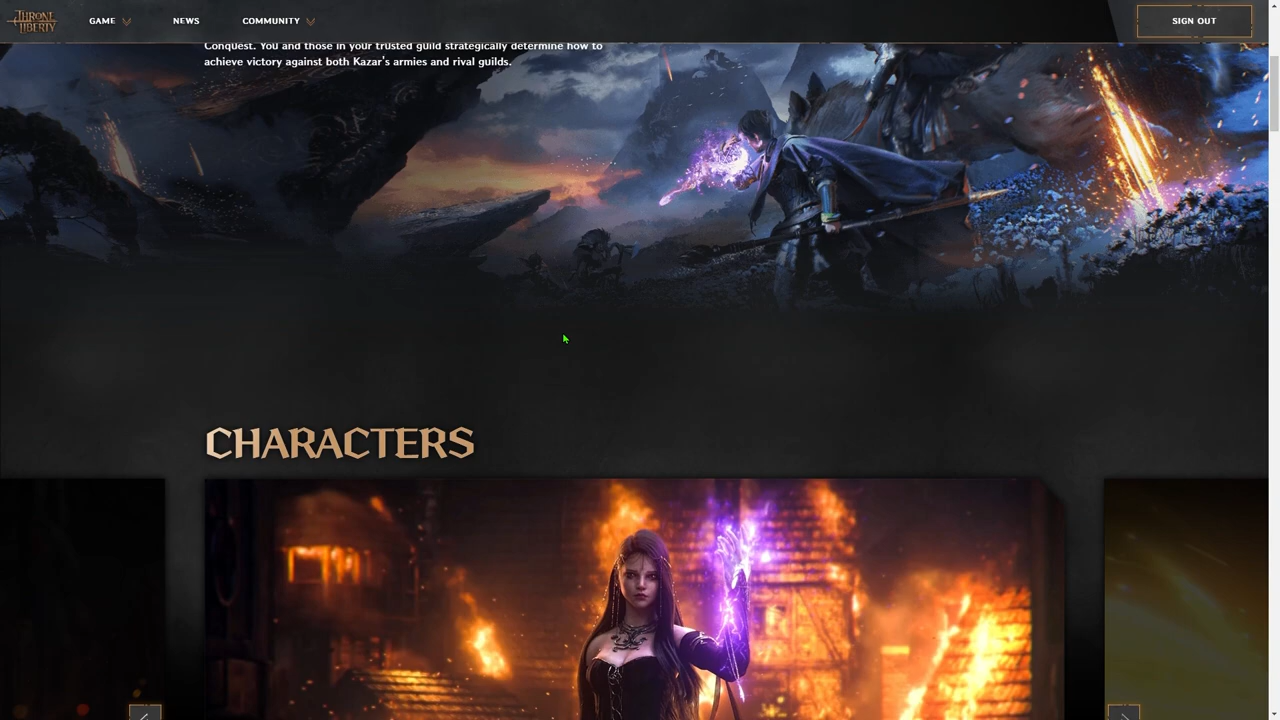 THRONE AND LIBERTY
GAME
NEWS
COMMUNITY
SIGN OUT
Conquest. You and those in your trusted guild strategically determine how to
achieve victory against both Kazar's armies and rival guilds.
CHARACTERS